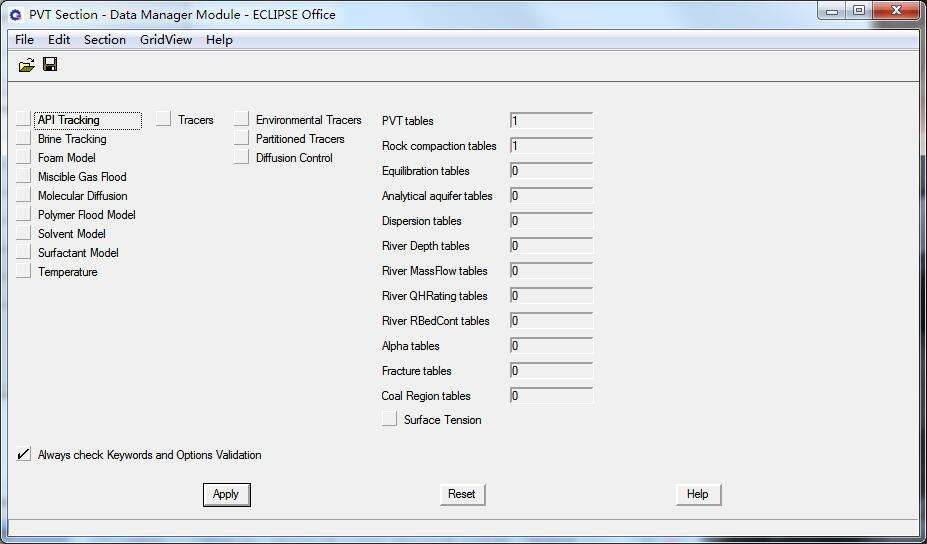 PVT Section - Data Manager Module - ECLIPSE Office
File Edit Section GridView Help
API Tracking
Brine Tracking
Foam Model
Miscible Gas Flood
Molecular Diffusion
Polymer Flood Model
Solvent Model
Surfactant Model
Temperature
Tracers
Environmental Tracers
Partitioned Tracers
Diffusion Control
PVT tables 1
Rock compaction tables 1
Equilibration tables 0
Analytical aquifer tables 0
Dispersion tables 0
River Depth tables 0
River MassFlow tables 0
River QHRating tables 0
River RBedCont tables 0
Alpha tables 0
Fracture tables 0
Coal Region tables 0
Surface Tension
Always check Keywords and Options Validation
Apply Reset Help